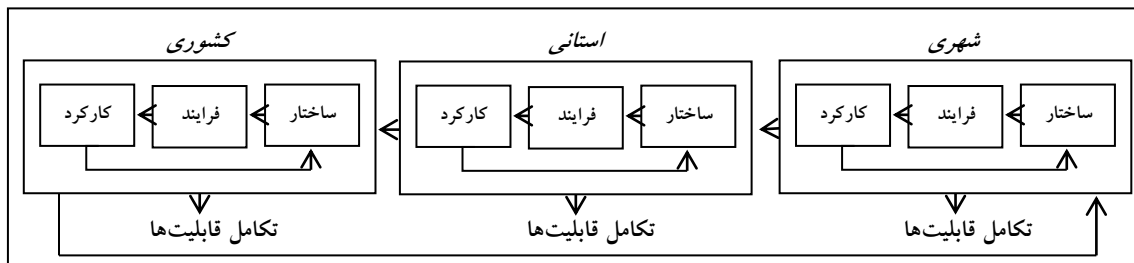 شهری
استانی
کشوری
ساختار
فرایند
کارکرد
ساختار
فرایند
کارکرد
ساختار
فرایند
کارکرد
تکامل قابلیت‌ها
تکامل قابلیت‌ها
تکامل قابلیت‌ها